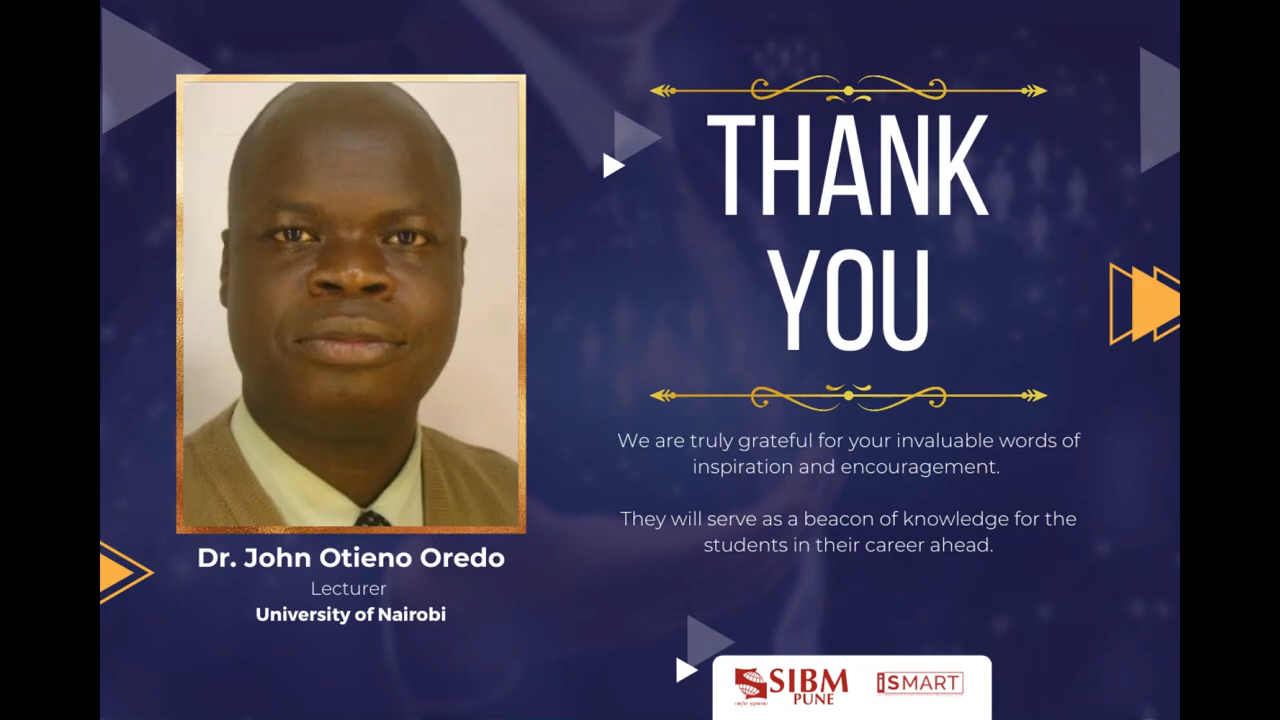 THANK
YOU
We are truly grateful for your invaluable words of
inspiration and encouragement.
They will serve as a beacon of knowledge for the
students in their career ahead.
Dr. John Otieno Oredo
Lecturer
University of Nairobi
SIBM
PUNE
iSMART